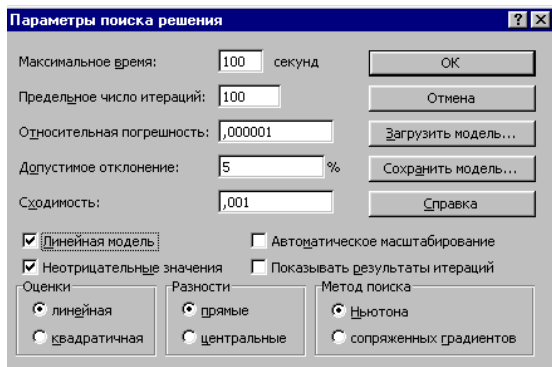 Параметры поиска решения
Максимальное время: 100 секунд OK
Предельное число итераций: 100 Отмена
Относительная погрешность: ,000001 Загрузить модель...
Допустимое отклонение: 5 % Сохранить модель...
Сходимость: ,001 Справка
Линейная модель Автоматическое масштабирование
Неотрицательные значения Показывать результаты итераций
Оценки Разности Метод поиска
линейная прямые Ньютона
квадратичная центральные сопряженных градиентов